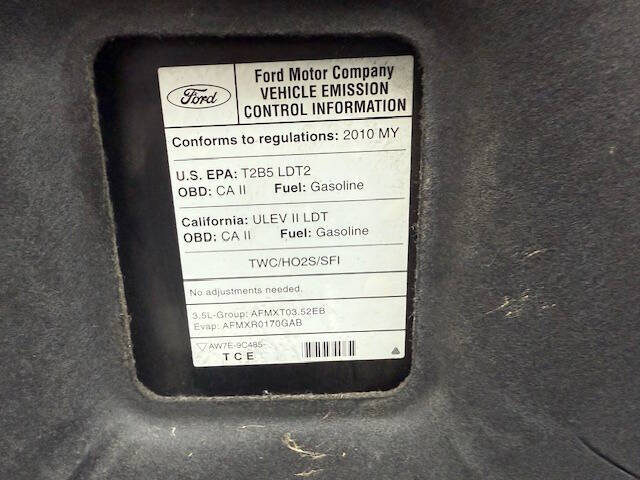 Ford
Ford Motor Company
VEHICLE EMISSION
CONTROL INFORMATION
Conforms to regulations: 2010 MY
U.S. EPA: T2B5 LDT2
OBD: CA II Fuel: Gasoline
California: ULEV II LDT
OBD: CA II Fuel: Gasoline
TWC/HO2S/SFI
No adjustments needed.
3.5L-Group: AFMXT03.52EB
Evap: AFMXR0170GAB
AW7E-9C485-
T C E